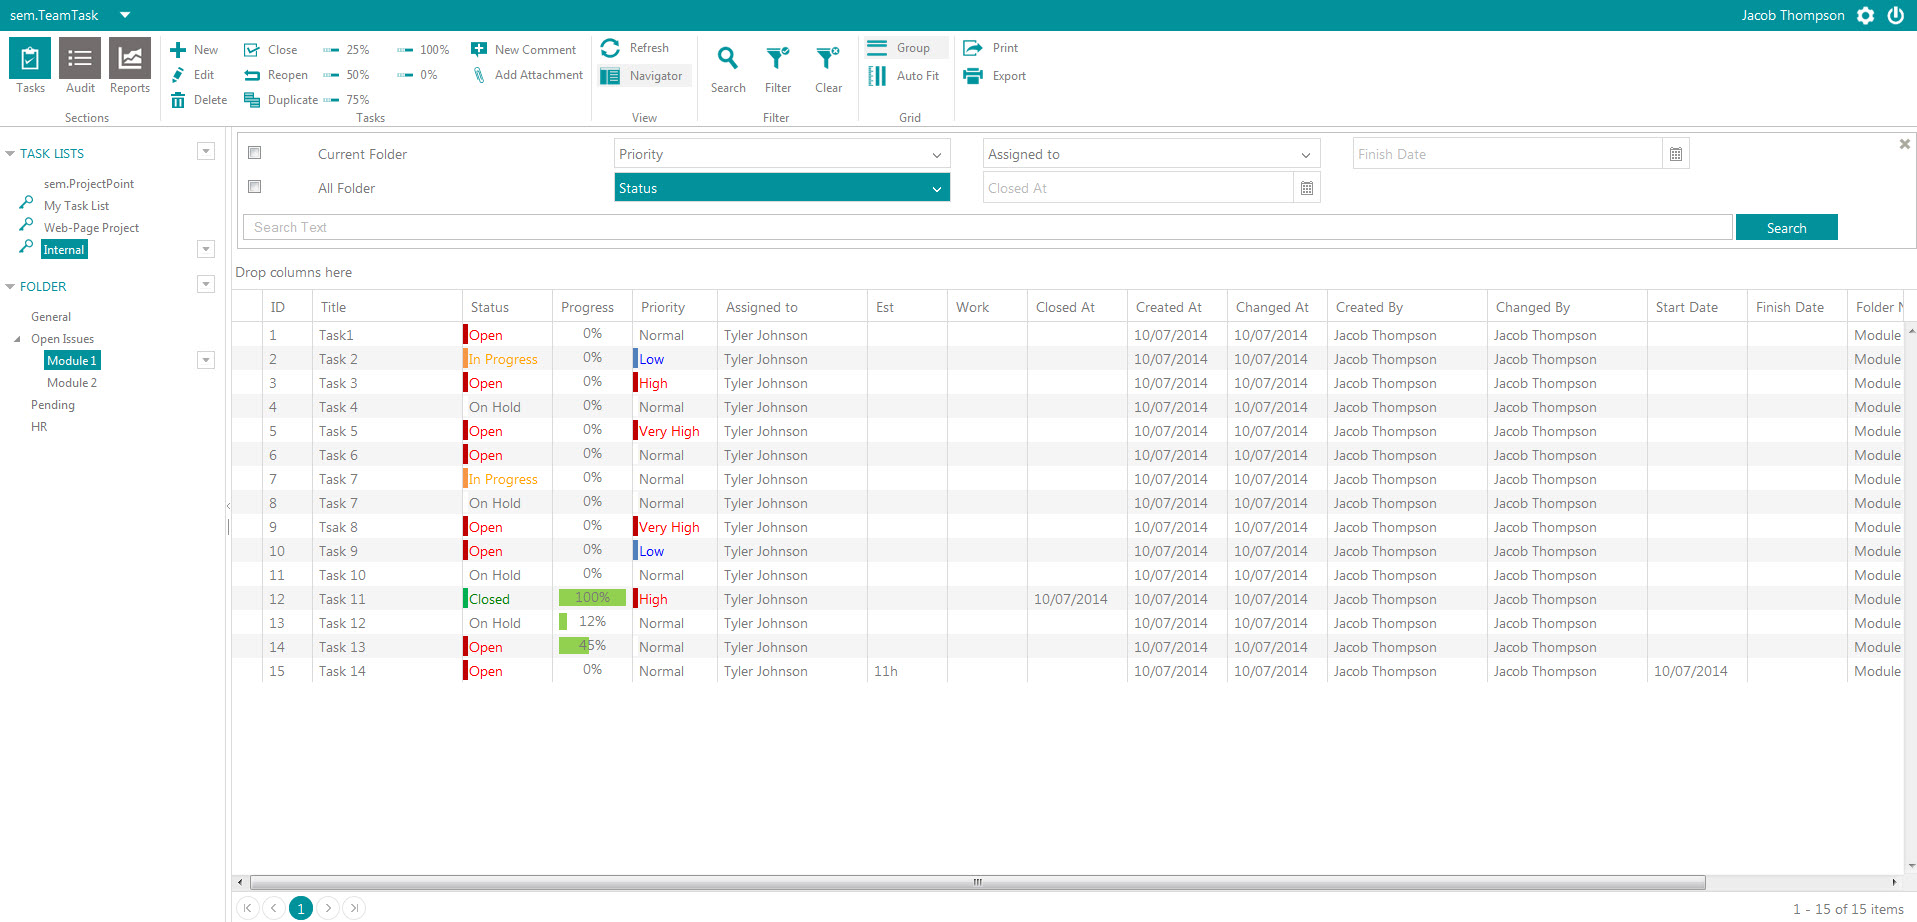 sem.TeamTask Jacob Thompson
New Close 25% 100% New Comment Refresh Group Print
Edit Reopen 50% 0% Add Attachment Navigator Auto Fit Export
Tasks Audit Reports Delete Duplicate 75% Search Filter Clear
Sections Tasks View Filter Grid
TASK LISTS
sem.ProjectPoint
My Task List
Web-Page Project
Internal
FOLDER
General
Open Issues
Module 1
Module 2
Pending
HR
Current Folder Priority Assigned to Finish Date
All Folder Status Closed At
Search Text Search
Drop columns here
ID Title Status Progress Priority Assigned to Est Work Closed At Created At Changed At Created By Changed By Start Date Finish Date Folder N
1 Task1 Open 0% Normal Tyler Johnson 10/07/2014 10/07/2014 Jacob Thompson Jacob Thompson Module
2 Task 2 In Progress 0% Low Tyler Johnson 10/07/2014 10/07/2014 Jacob Thompson Jacob Thompson Module
3 Task 3 Open 0% High Tyler Johnson 10/07/2014 10/07/2014 Jacob Thompson Jacob Thompson Module
4 Task 4 On Hold 0% Normal Tyler Johnson 10/07/2014 10/07/2014 Jacob Thompson Jacob Thompson Module
5 Task 5 Open 0% Very High Tyler Johnson 10/07/2014 10/07/2014 Jacob Thompson Jacob Thompson Module
6 Task 6 Open 0% Normal Tyler Johnson 10/07/2014 10/07/2014 Jacob Thompson Jacob Thompson Module
7 Task 7 In Progress 0% Normal Tyler Johnson 10/07/2014 10/07/2014 Jacob Thompson Jacob Thompson Module
8 Task 7 On Hold 0% Normal Tyler Johnson 10/07/2014 10/07/2014 Jacob Thompson Jacob Thompson Module
9 Tsak 8 Open 0% Very High Tyler Johnson 10/07/2014 10/07/2014 Jacob Thompson Jacob Thompson Module
10 Task 9 Open 0% Low Tyler Johnson 10/07/2014 10/07/2014 Jacob Thompson Jacob Thompson Module
11 Task 10 On Hold 0% Normal Tyler Johnson 10/07/2014 10/07/2014 Jacob Thompson Jacob Thompson Module
12 Task 11 Closed 100% High Tyler Johnson 10/07/2014 10/07/2014 10/07/2014 Jacob Thompson Jacob Thompson Module
13 Task 12 On Hold 12% Normal Tyler Johnson 10/07/2014 10/07/2014 Jacob Thompson Jacob Thompson Module
14 Task 13 Open 45% Normal Tyler Johnson 10/07/2014 10/07/2014 Jacob Thompson Jacob Thompson Module
15 Task 14 Open 0% Normal Tyler Johnson 11h 10/07/2014 10/07/2014 Jacob Thompson Jacob Thompson 10/07/2014 Module
1 1 - 15 of 15 items